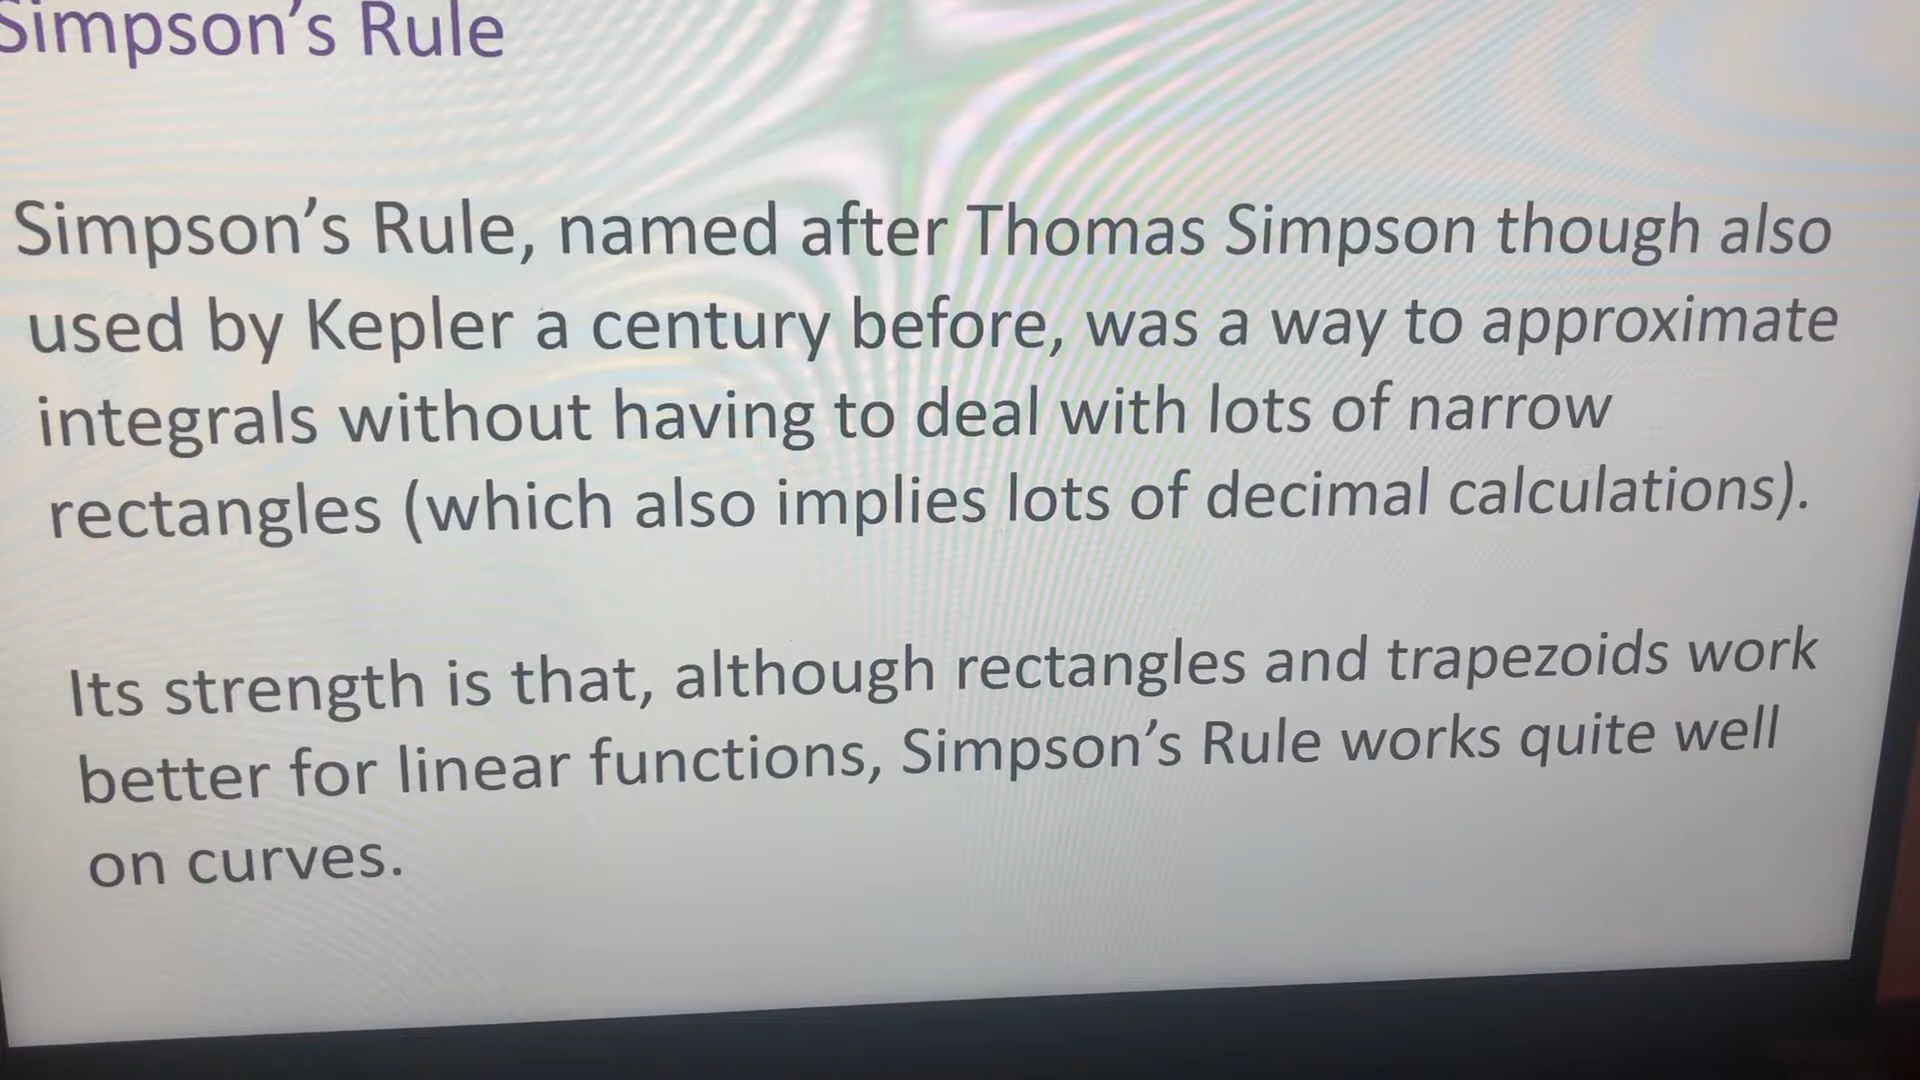 Simpson's Rule
Simpson's Rule, named after Thomas Simpson though also
used by Kepler a century before, was a way to approximate
integrals without having to deal with lots of narrow
rectangles (which also implies lots of decimal calculations).
Its strength is that, although rectangles and trapezoids work
better for linear functions, Simpson's Rule works quite well
on curves.